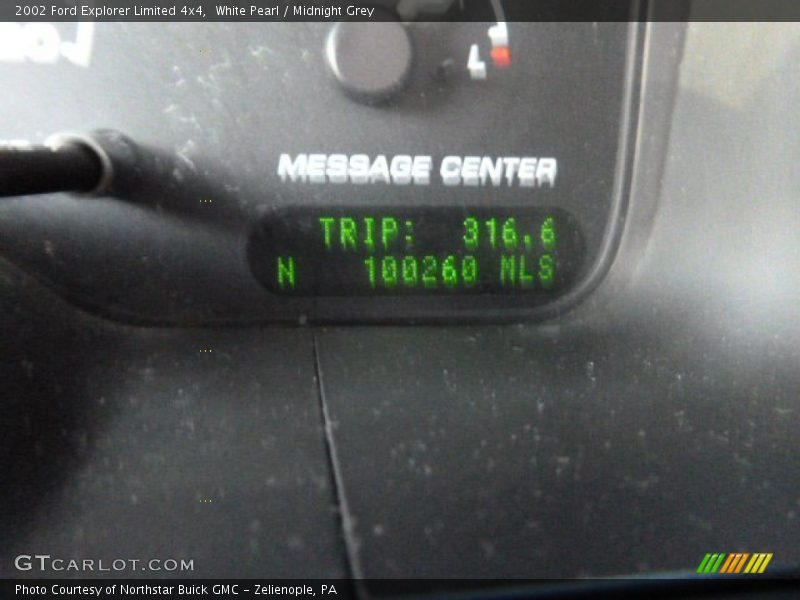 2002 Ford Explorer Limited 4x4, White Pearl / Midnight Grey
L
MESSAGE CENTER
TRIP: 316.6
N 100260 MLS
GTCARLOT.COM
Photo Courtesy of Northstar Buick GMC - Zelienople, PA